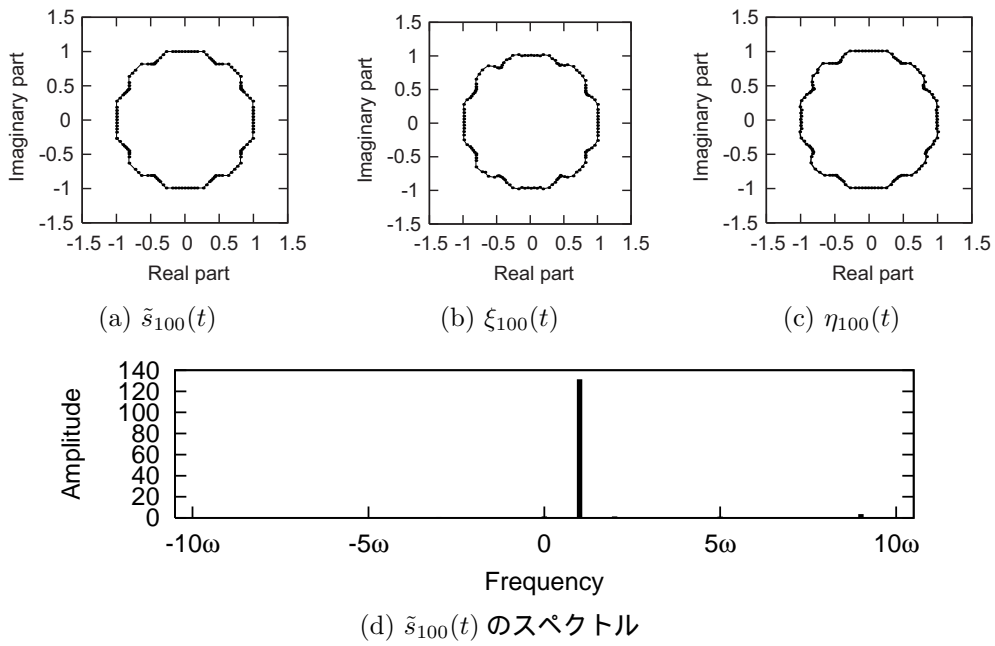 1.5
1
0.5
0
-0.5
-1
-1.5
Imaginary part
-1.5 -1 -0.5 0 0.5 1 1.5
Real part
(a) s̃₁₀₀(t)
1.5
1
0.5
0
-0.5
-1
-1.5
Imaginary part
-1.5 -1 -0.5 0 0.5 1 1.5
Real part
(b) ξ₁₀₀(t)
1.5
1
0.5
0
-0.5
-1
-1.5
Imaginary part
-1.5 -1 -0.5 0 0.5 1 1.5
Real part
(c) η₁₀₀(t)
140
120
100
80
60
40
20
0
Amplitude
-10ω -5ω 0 5ω 10ω
Frequency
(d) s̃₁₀₀(t) のスペクトル